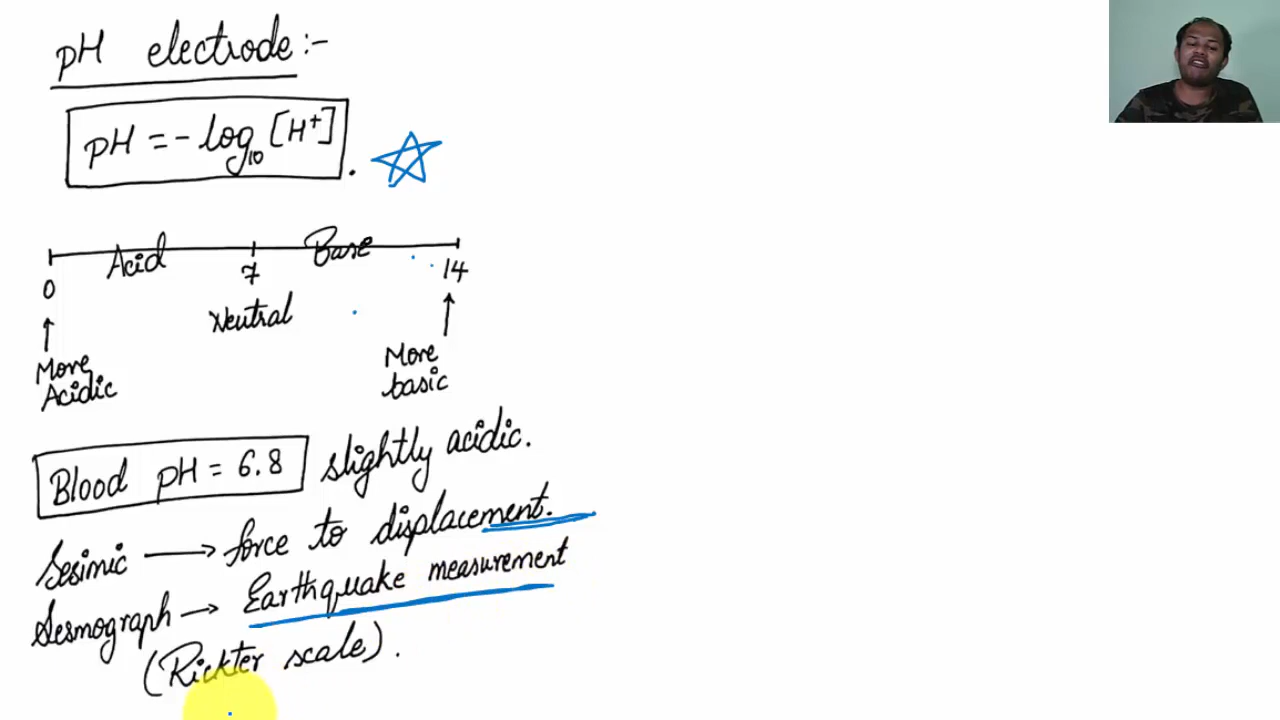 pH electrode :-
pH = - log10 [H+] .
Acid Base
0 7 14
Neutral
More Acidic
More basic
Blood pH = 6.8 slightly acidic.
Sesimic → force to displacement.
Sesmograph → Earthquake measurement
(Rickter scale).